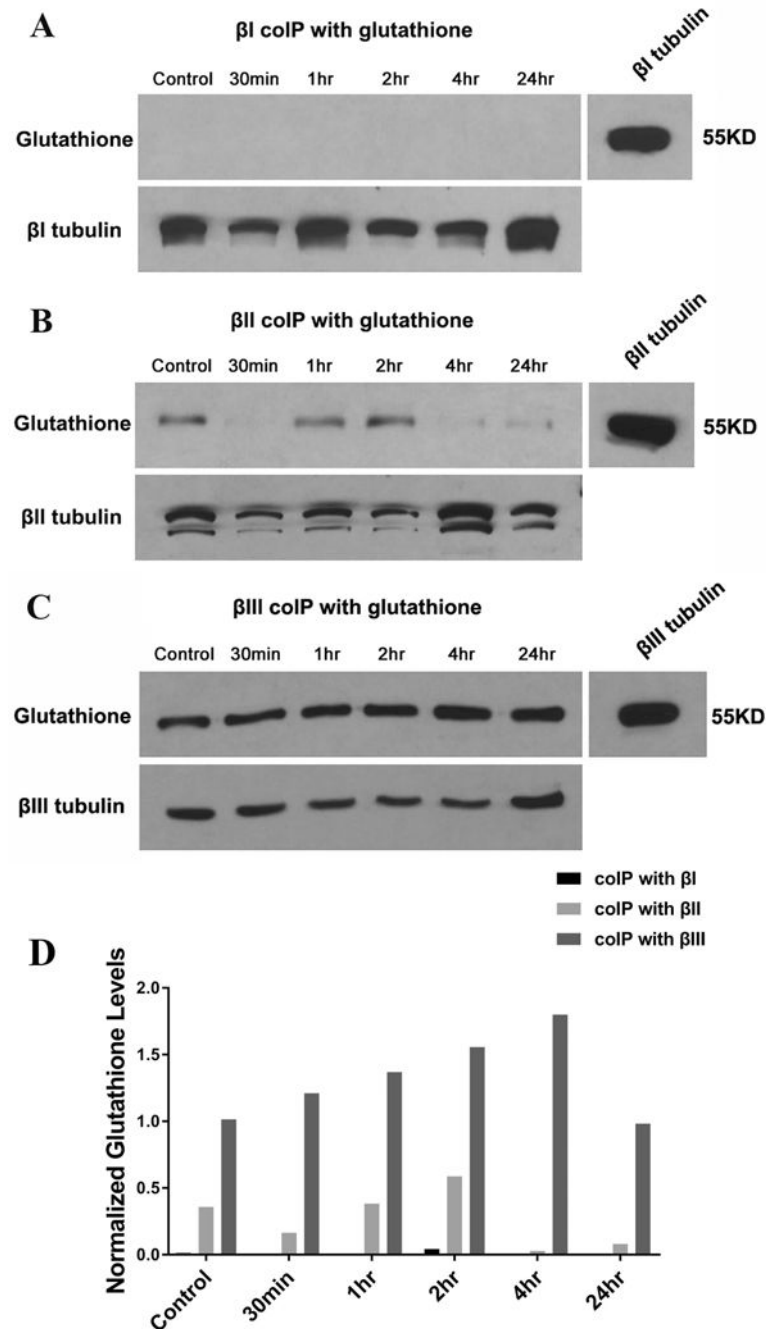 A
βI coIP with glutathione
βI tubulin
Control 30min 1hr 2hr 4hr 24hr
Glutathione
55KD
βI tubulin
B
βII coIP with glutathione
βII tubulin
Control 30min 1hr 2hr 4hr 24hr
Glutathione
55KD
βII tubulin
C
βIII coIP with glutathione
βIII tubulin
Control 30min 1hr 2hr 4hr 24hr
Glutathione
55KD
βIII tubulin
coIP with βI
coIP with βII
coIP with βIII
D
Normalized Glutathione Levels
2.0
1.5
1.0
0.5
0.0
Control 30min 1hr 2hr 4hr 24hr